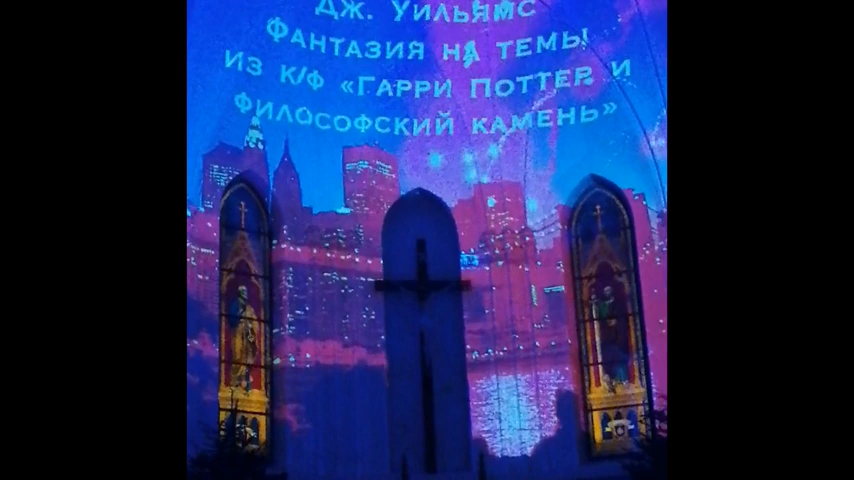 Дж. Уильямс
Фантазия на темы
из к/ф «Гарри Поттер и
философский камень»